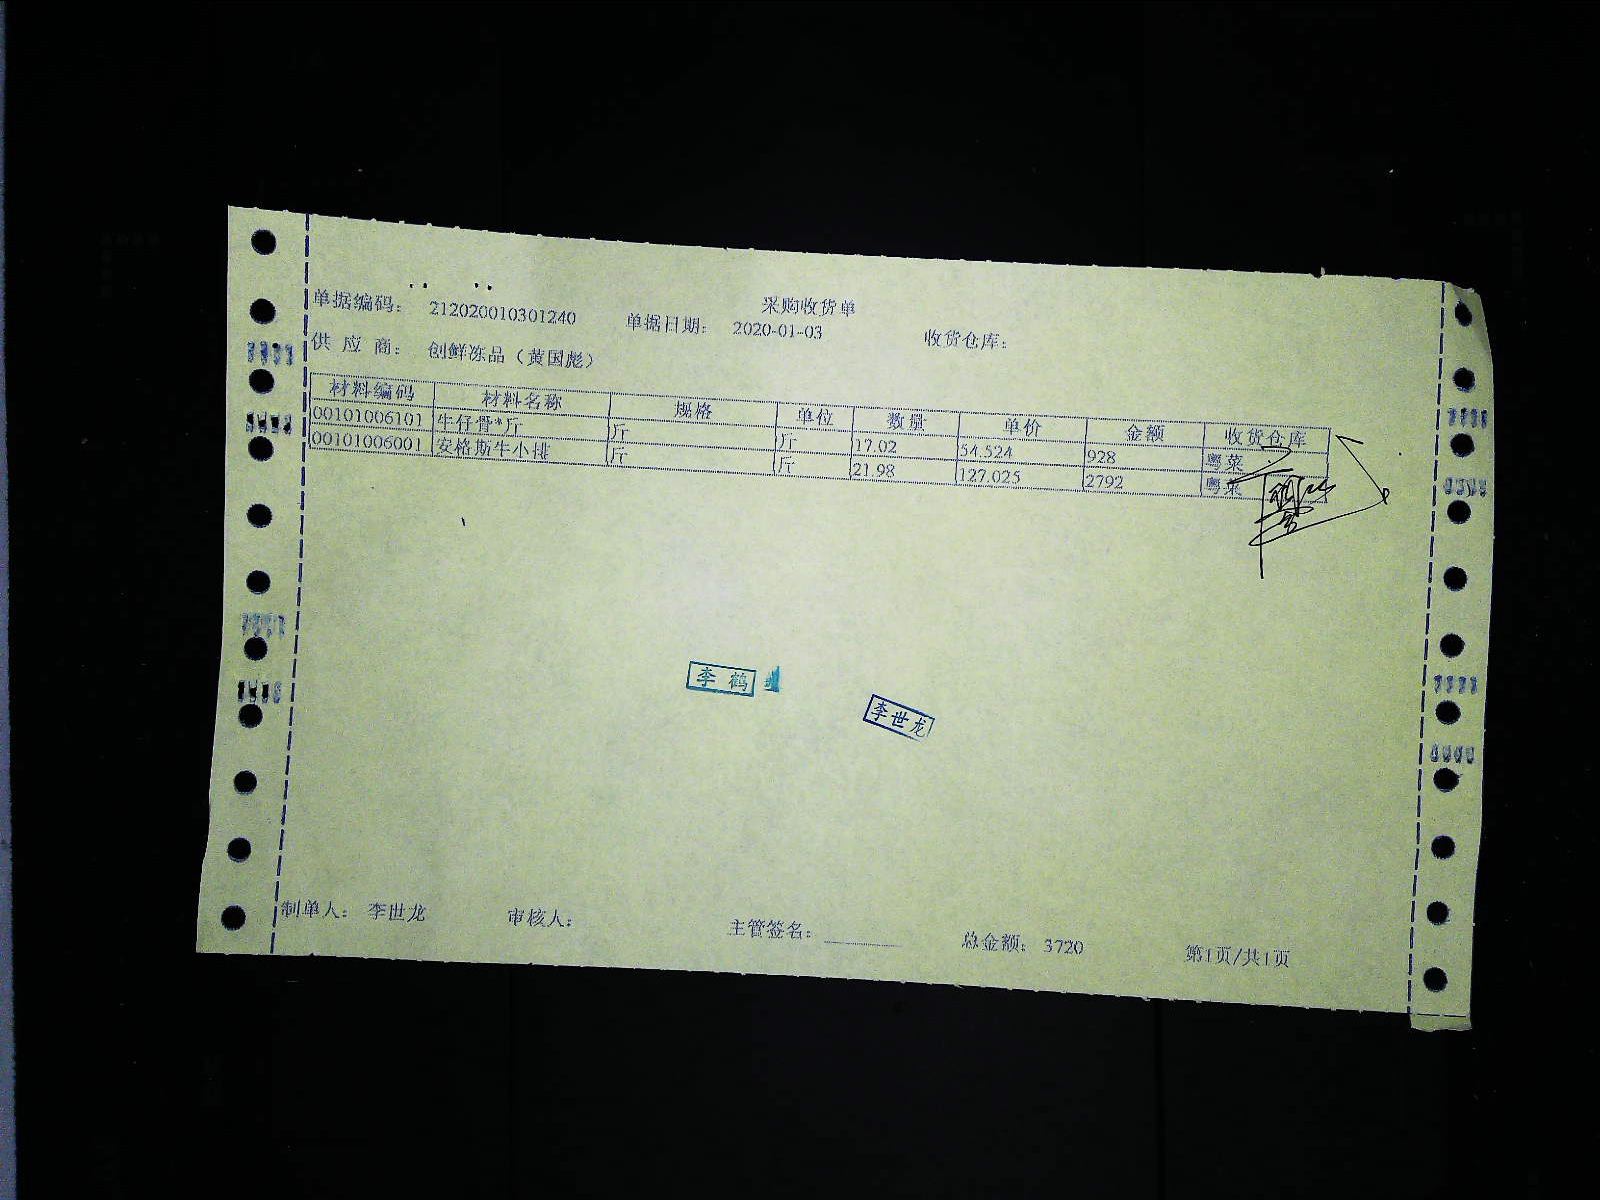 采购收货单
单据编码： 212020010301240 单据日期： 2020-01-03 收货仓库：
供 应 商： 创鲜冻品（黄国彪）
材料编码 材料名称 规格 单位 数量 单价 金额 收货仓库
00101006101 牛仔骨*斤 斤 斤 17.02 54.524 928 粤菜
00101006001 安格斯牛小排 斤 斤 21.98 127.025 2792 粤菜
李 鹤
李世龙
制单人： 李世龙 审核人： 主管签名： 总金额： 3720 第1页/共1页